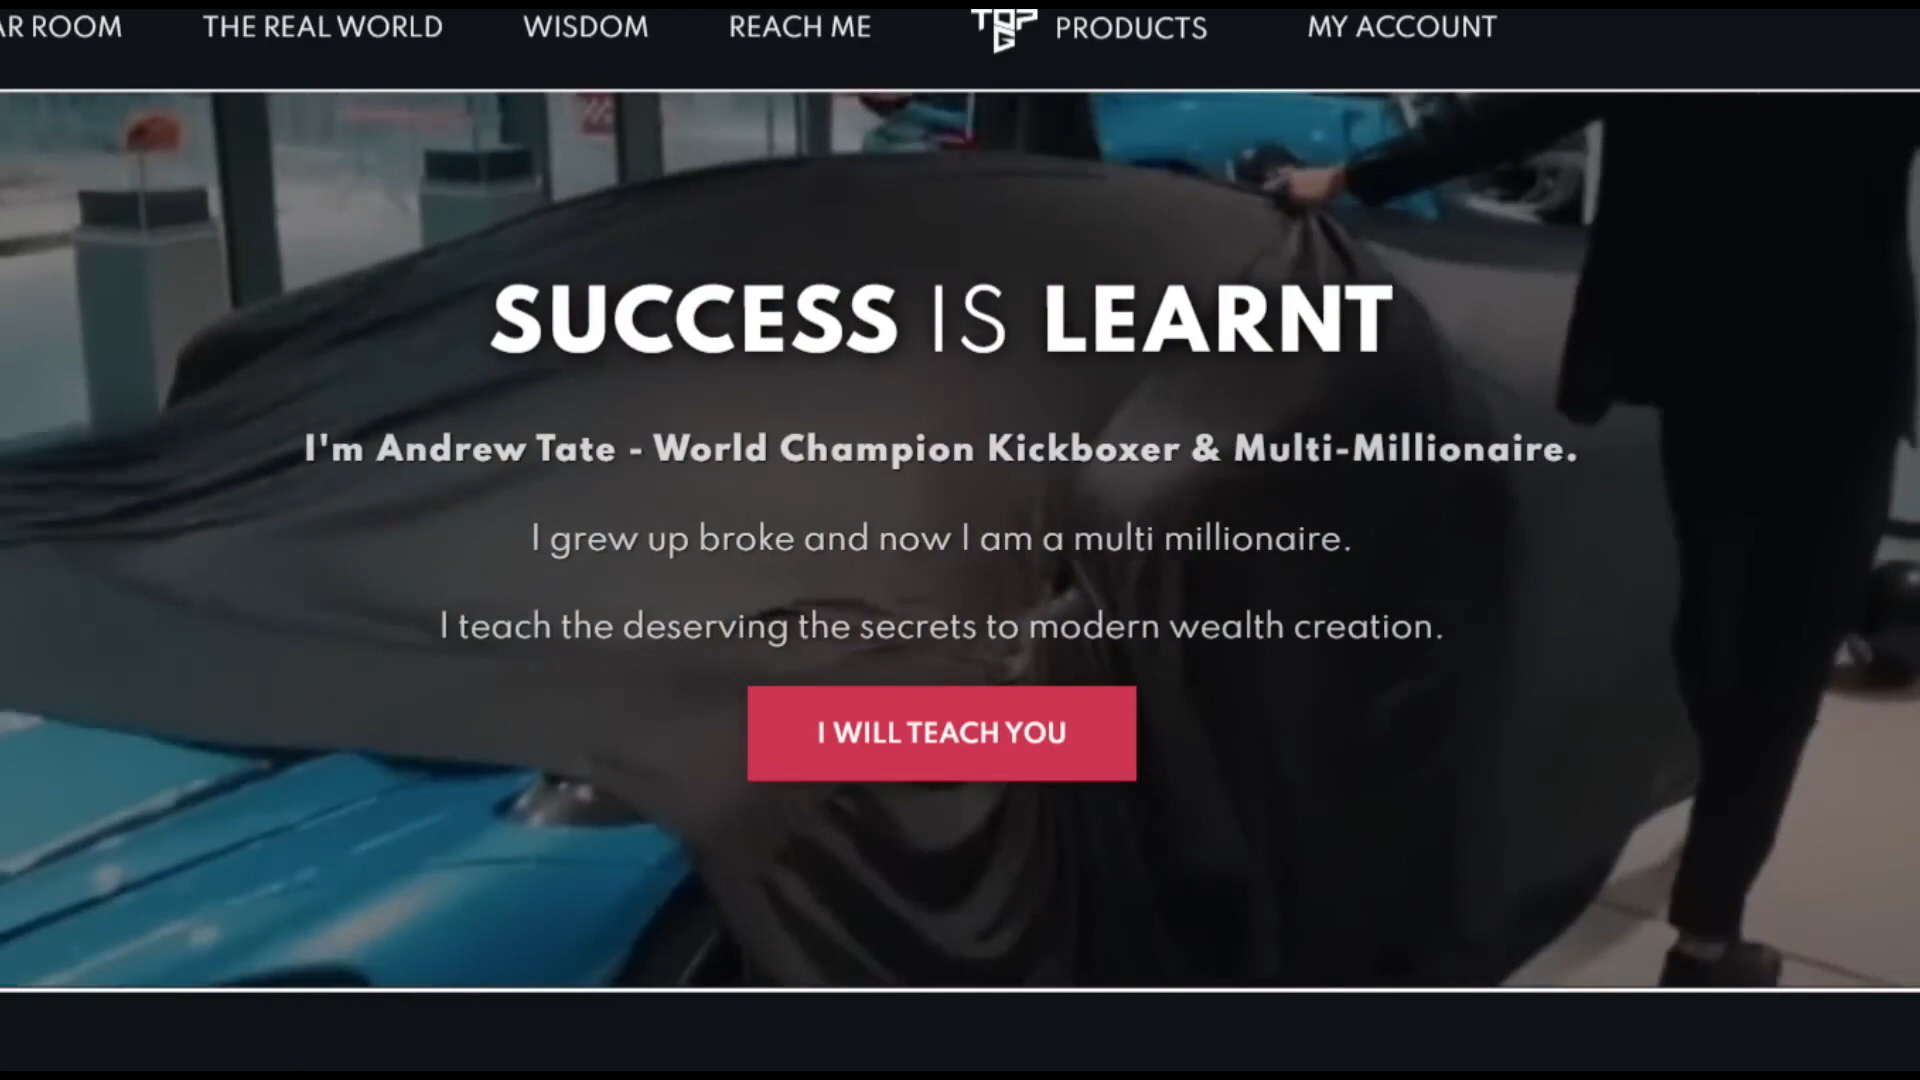 AR ROOM THE REAL WORLD WISDOM REACH ME TOP G PRODUCTS MY ACCOUNT
SUCCESS IS LEARNT
I'm Andrew Tate - World Champion Kickboxer & Multi-Millionaire.
I grew up broke and now I am a multi millionaire.
I teach the deserving the secrets to modern wealth creation.
I WILL TEACH YOU